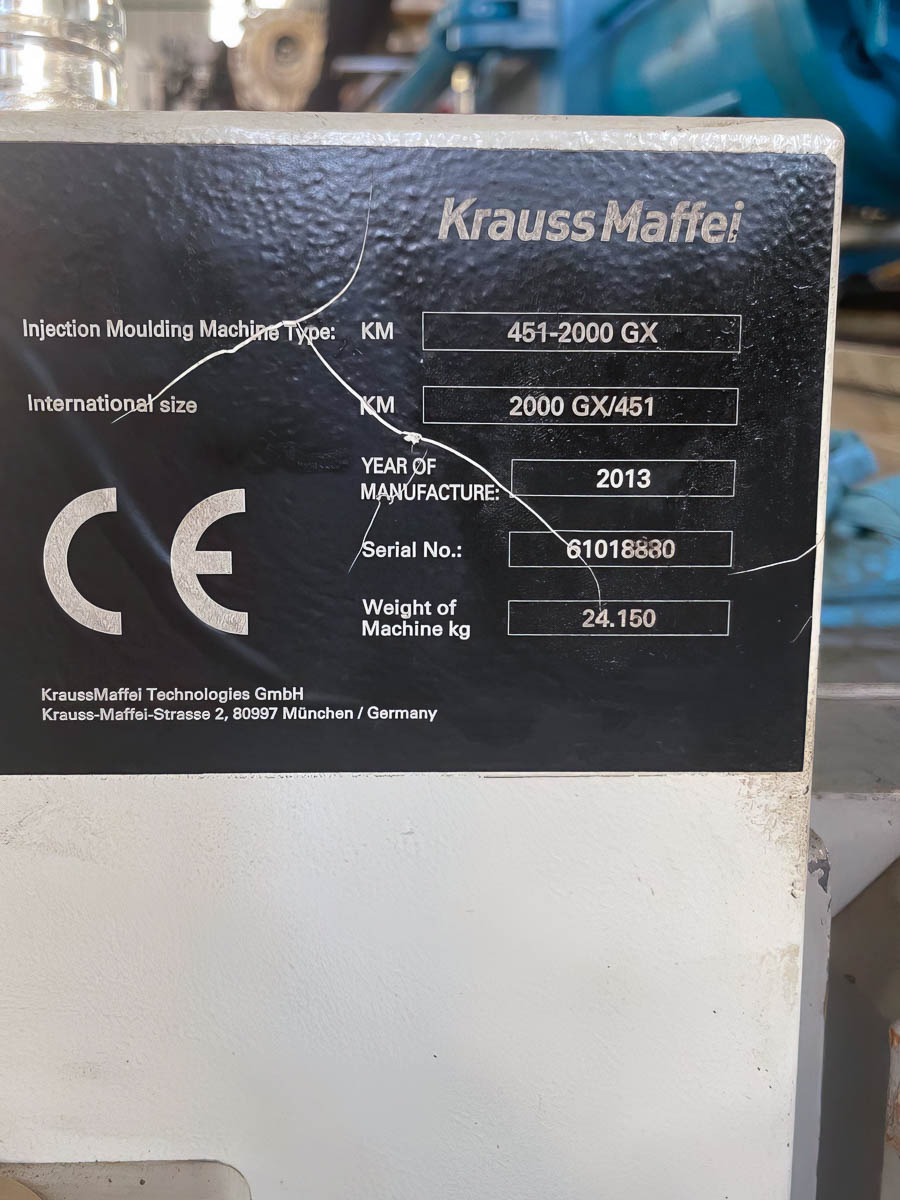 KraussMaffei
Injection Moulding Machine Type: KM 451-2000 GX
International size KM 2000 GX/451
YEAR OF
MANUFACTURE: 2013
Serial No.: 61018830
Weight of
Machine kg 24.150
CE
KraussMaffei Technologies GmbH
Krauss-Maffei-Strasse 2, 80997 München / Germany